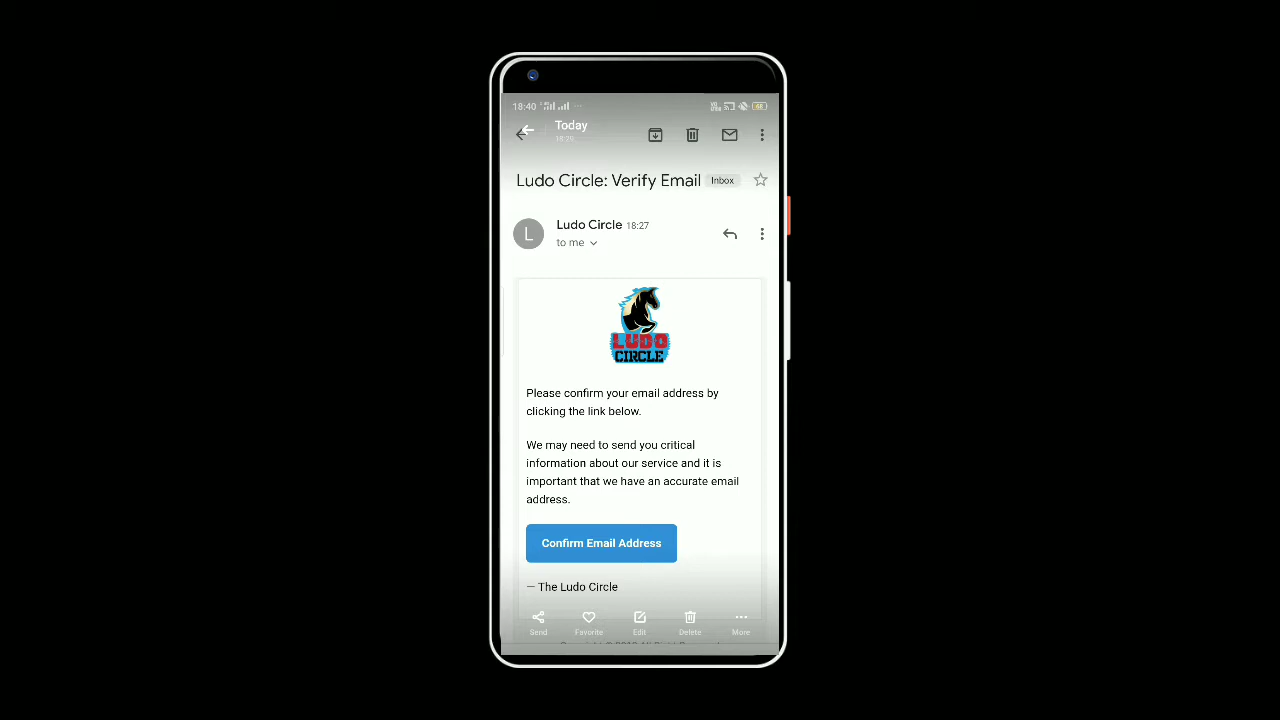 18:40
48
Today
18:29
Ludo Circle: Verify Email
Inbox
L
Ludo Circle 18:27
to me
LUDO
CIRCLE
Please confirm your email address by
clicking the link below.
We may need to send you critical
information about our service and it is
important that we have an accurate email
address.
Confirm Email Address
— The Ludo Circle
Send Favorite Edit Delete More